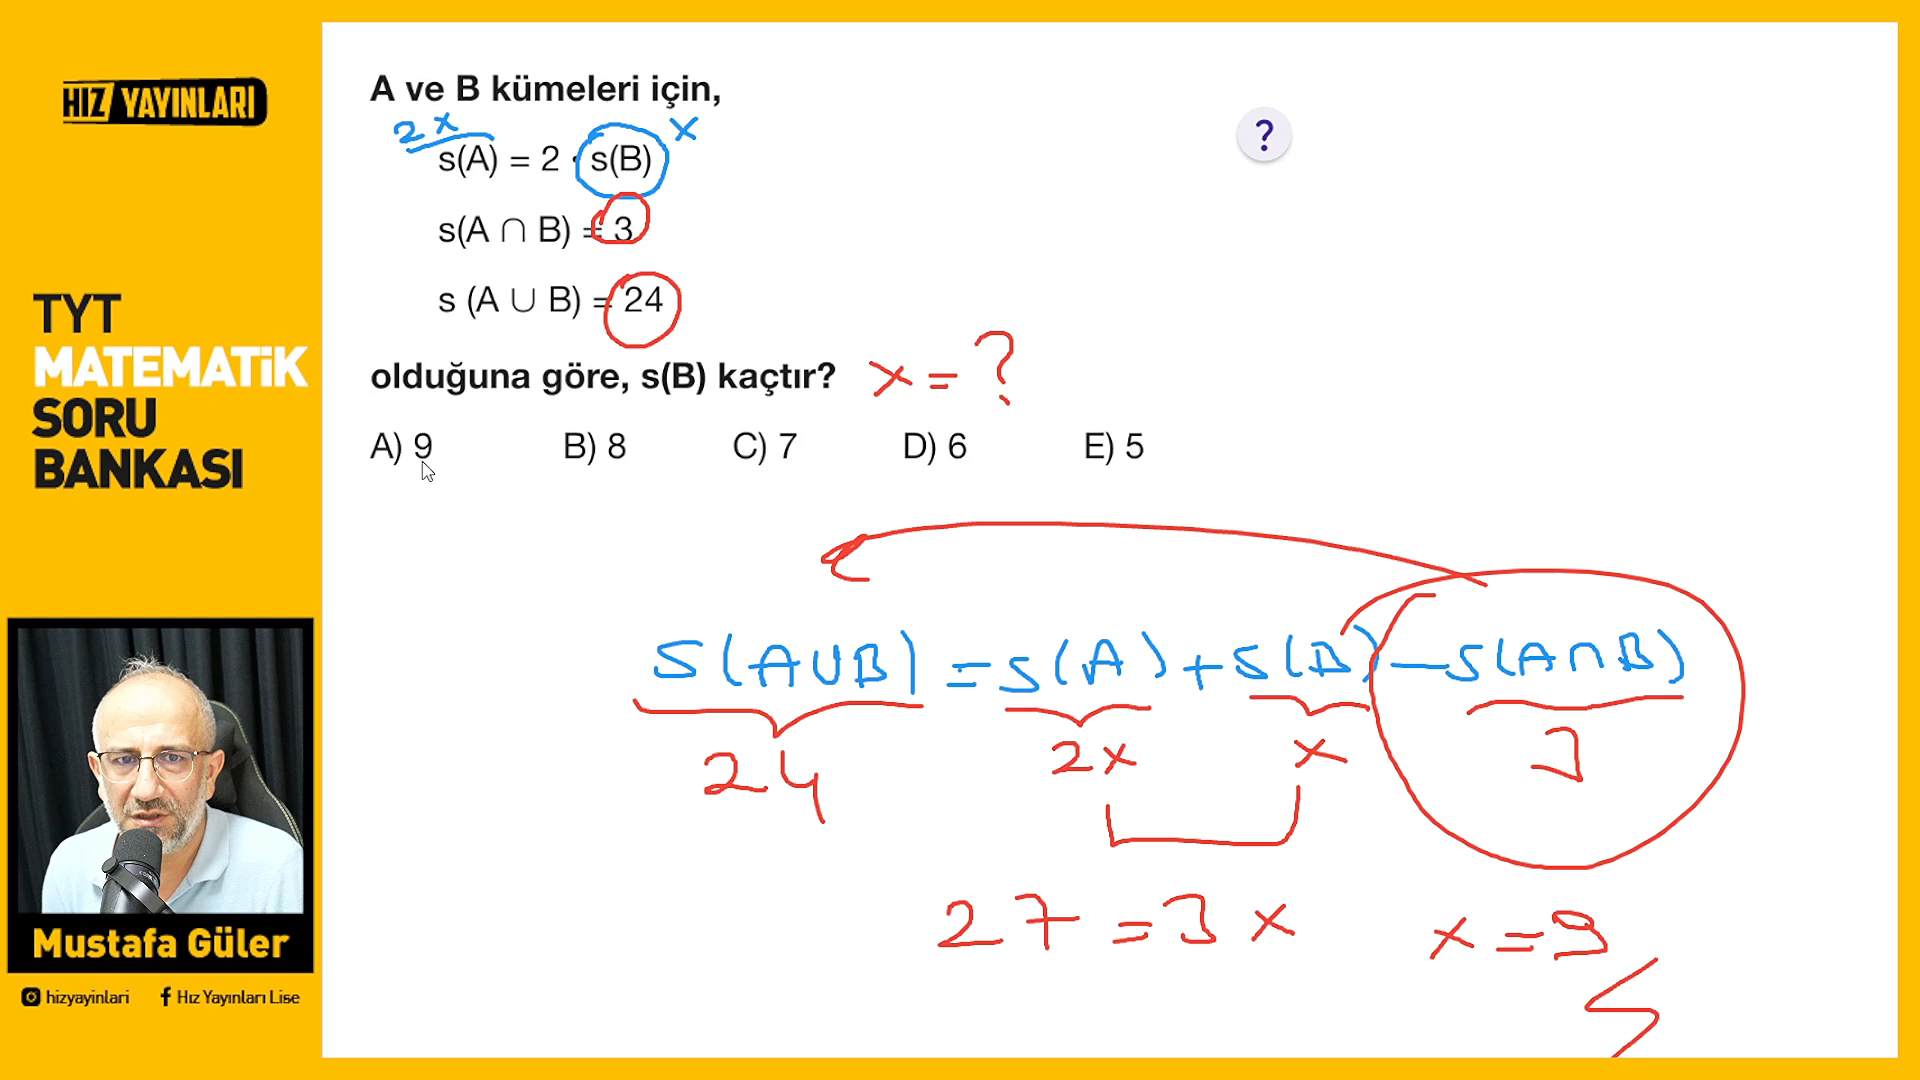 HIZ YAYINLARI
TYT
MATEMATİK
SORU
BANKASI
Mustafa Güler
hizyayinlari
Hız Yayınları Lise
A ve B kümeleri için,
2x
x
s(A) = 2 · s(B)
s(A ∩ B) = 3
s (A ∪ B) = 24
olduğuna göre, s(B) kaçtır? x = ?
A) 9 B) 8 C) 7 D) 6 E) 5
?
S(A∪B) = S(A) + S(B) - S(A∩B)
24 2x x 3
27 = 3x x = 9